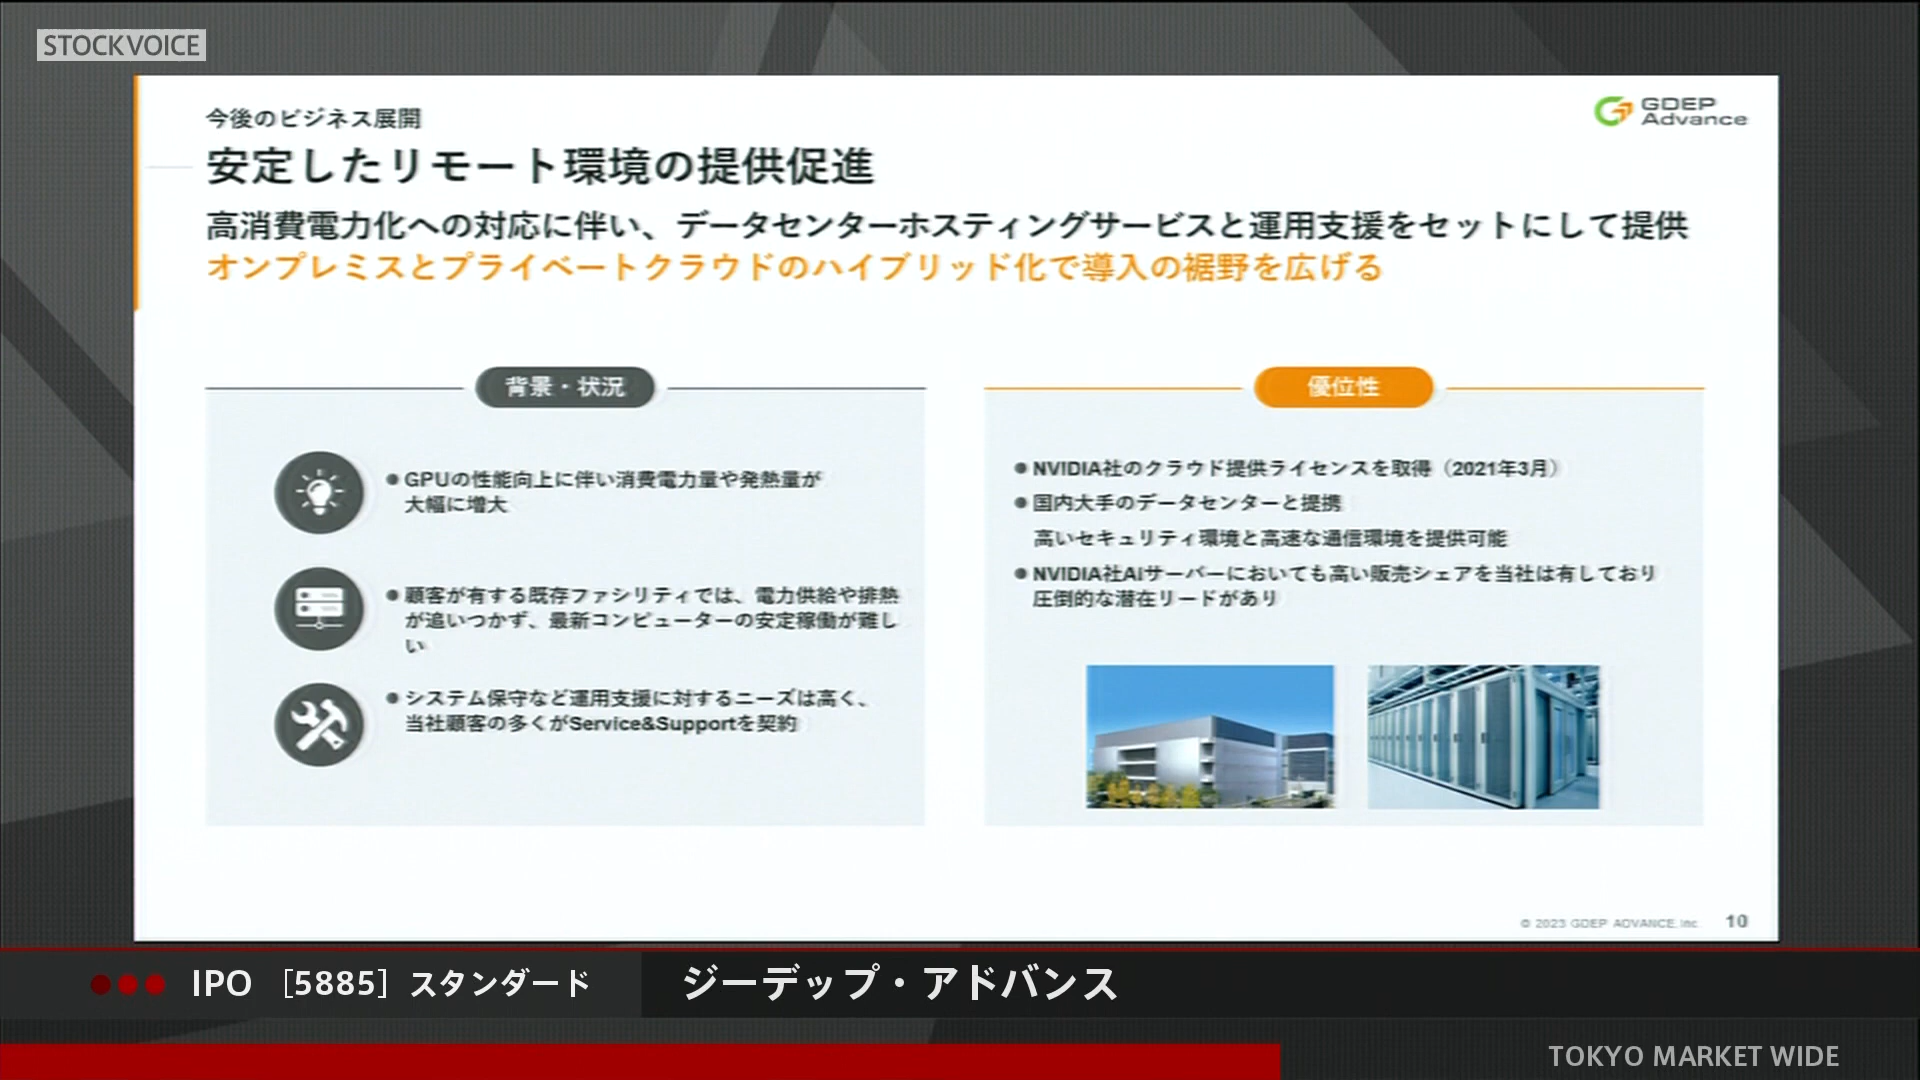 STOCKVOICE
今後のビジネス展開
GDEP
Advance
安定したリモート環境の提供促進
高消費電力化への対応に伴い、データセンターホスティングサービスと運用支援をセットにして提供
オンプレミスとプライベートクラウドのハイブリッド化で導入の裾野を広げる
背景・状況
●GPUの性能向上に伴い消費電力量や発熱量が
大幅に増大
●顧客が有する既存ファシリティでは、電力供給や排熱
が追いつかず、最新コンピューターの安定稼働が難し
い
●システム保守など運用支援に対するニーズは高く、
当社顧客の多くがService&Supportを契約
優位性
●NVIDIA社のクラウド提供ライセンスを取得（2021年3月）
●国内大手のデータセンターと提携
高いセキュリティ環境と高速な通信環境を提供可能
●NVIDIA社AIサーバーにおいても高い販売シェアを当社は有しており
圧倒的な潜在リードがあり
© 2023 GDEP ADVANCE,Inc.
10
IPO ［5885］スタンダード
ジーデップ・アドバンス
TOKYO MARKET WIDE